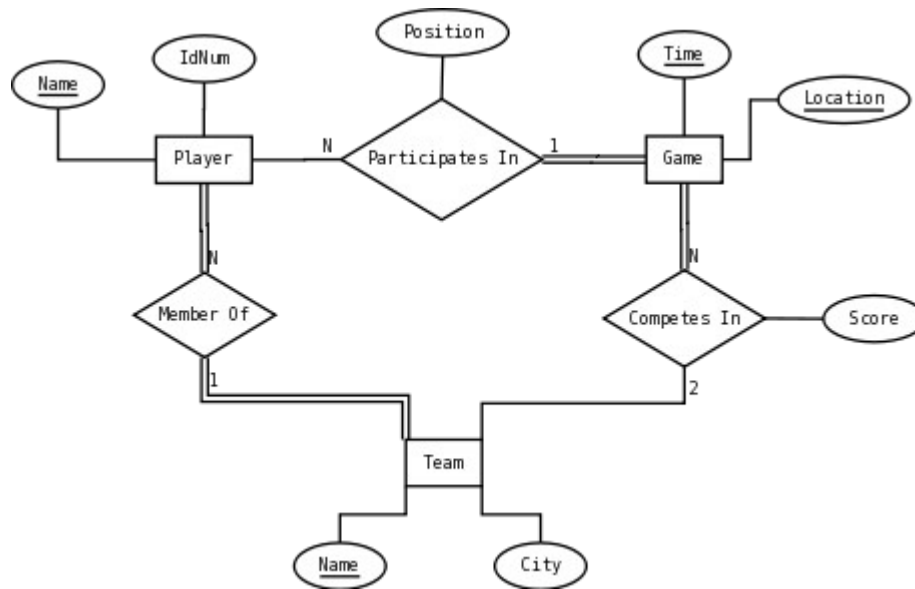 Position
IdNum
Time
Name
Location
N
1
Player
Participates In
Game
N
N
Member Of
Competes In
Score
1
2
Team
Name
City